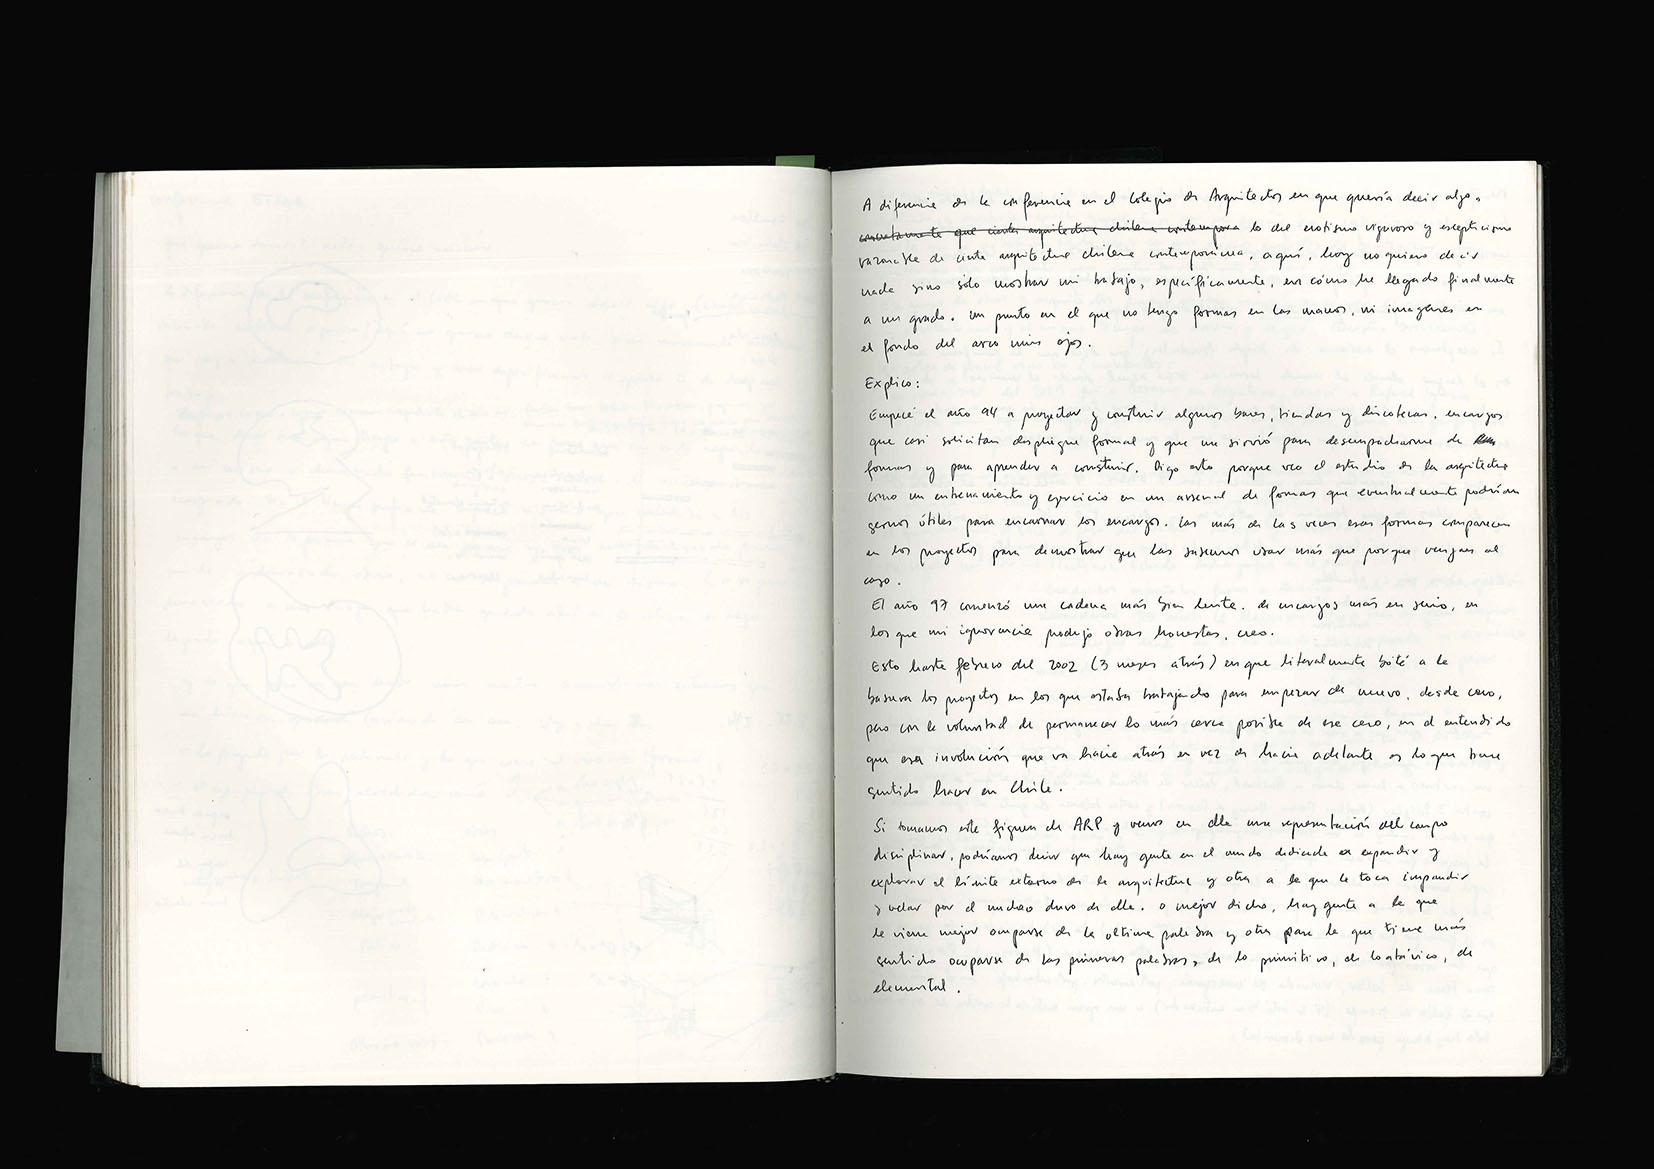 A diferencia de la conferencia en el Colegio de Arquitectos en que quería decir algo,
concretamente que cierta arquitectura chilena contempora lo del erotismo vigoroso y escepticismo
razonable de cierta arquitectura chilena contemporánea, aquí, hoy no quiero decir
nada sino sólo mostrar mi trabajo, específicamente, en cómo he llegado finalmente
a un grado. un punto en el que no tengo formas en las manos, ni imágenes en
el fondo del arco mis ojos.
Explico:
Empecé el año 94 a proyectar y construir algunos bares, tiendas y discotecas, encargos
que casi solicitan despliegue formal y que me sirvió para desempacharme de
formas y para aprender a construir. Digo esto porque veo el estudio de la arquitectura
como un entrenamiento y ejercicio en un arsenal de formas que eventualmente podrían
sernos útiles para encarnar los encargos. Las más de las veces esas formas comparecen
en los proyectos para demostrar que las sabemos usar más que porque vengan al
caso.
El año 97 comenzó una cadena más bien lenta. de encargos más en serio, en
los que mi ignorancia produjo obras honestas, creo.
Esto hasta febrero del 2002 (3 meses atrás) en que literalmente boté a la
basura los proyectos en los que estaba trabajando para empezar de nuevo, desde cero,
pero con la voluntad de permanecer lo más cerca posible de ese cero, en el entendido
que esa involución que va hacia atrás en vez de hacia adelante es lo que tiene
sentido hacer en Chile.
Si tomamos esta figura de ARP y vemos en ella una representación del campo
disciplinar, podríamos decir que hay gente en el mundo dedicada a expandir y
explorar el límite externo de la arquitectura y otra a la que le toca impandir
y velar por el núcleo duro de ella. o mejor dicho, hay gente a la que
le viene mejor ocuparse de la última palabra y otra para la que tiene más
sentido ocuparse de las primeras palabras, de lo primitivo, de lo atávico, de
elemental.